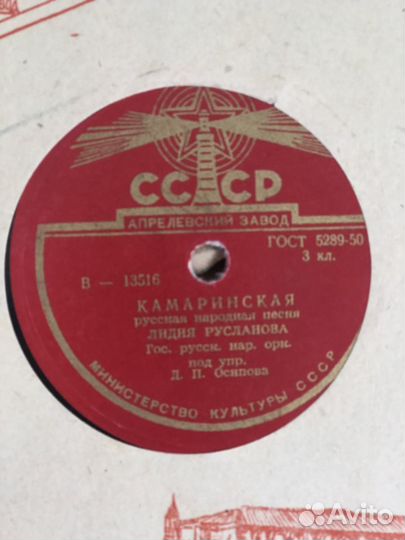 СССР
АПРЕЛЕВСКИЙ ЗАВОД
ГОСТ 5289-50
3 кл.
В — 13516
КАМАРИНСКАЯ
русская народная песня
ЛИДИЯ РУСЛАНОВА
Гос. русск. нар. орк.
под упр.
Д. П. Осипова
МИНИСТЕРСТВО КУЛЬТУРЫ СССР
Avito